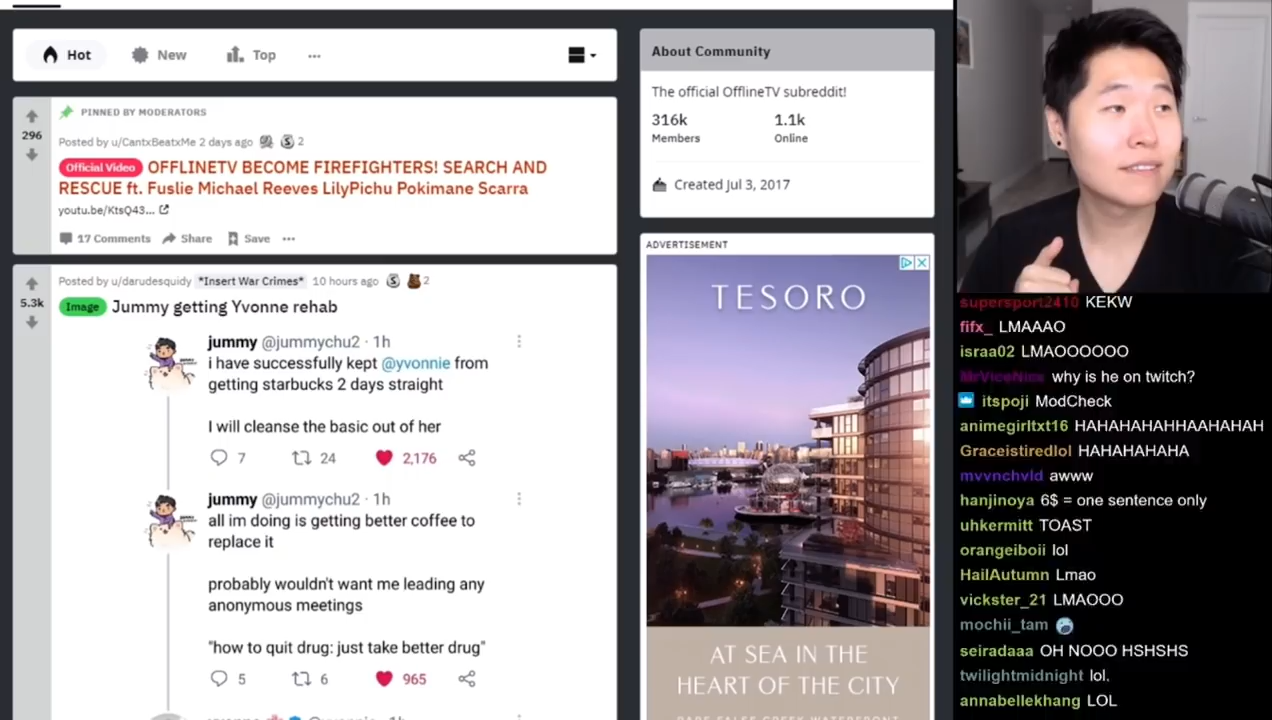 Hot
New
Top
PINNED BY MODERATORS
296
Posted by u/CantxBeatxMe 2 days ago
2
Official Video OFFLINETV BECOME FIREFIGHTERS! SEARCH AND
RESCUE ft. Fuslie Michael Reeves LilyPichu Pokimane Scarra
youtu.be/KtsQ43...
17 Comments Share Save
5.3k
Posted by u/darudesquidy *Insert War Crimes* 10 hours ago
2
Image Jummy getting Yvonne rehab
jummy @jummychu2 · 1h
i have successfully kept @yvonnie from
getting starbucks 2 days straight
I will cleanse the basic out of her
7 24 2,176
jummy @jummychu2 · 1h
all im doing is getting better coffee to
replace it
probably wouldn't want me leading any
anonymous meetings
"how to quit drug: just take better drug"
5 6 965
About Community
The official OfflineTV subreddit!
316k 1.1k
Members Online
Created Jul 3, 2017
ADVERTISEMENT
TESORO
AT SEA IN THE
HEART OF THE CITY
supersport2410 KEKW
fifx_ LMAAAO
israa02 LMAOOOOOO
MrViceNice why is he on twitch?
itspoji ModCheck
animegirltxt16 HAHAHAHAHHAAHAHAH
Graceistiredlol HAHAHAHAHA
mvvnchvld awww
hanjinoya 6$ = one sentence only
uhkermitt TOAST
orangeiboii lol
HailAutumn Lmao
vickster_21 LMAOOO
mochii_tam
seiradaaa OH NOOO HSHSHS
twilightmidnight lol.
annabellekhang LOL